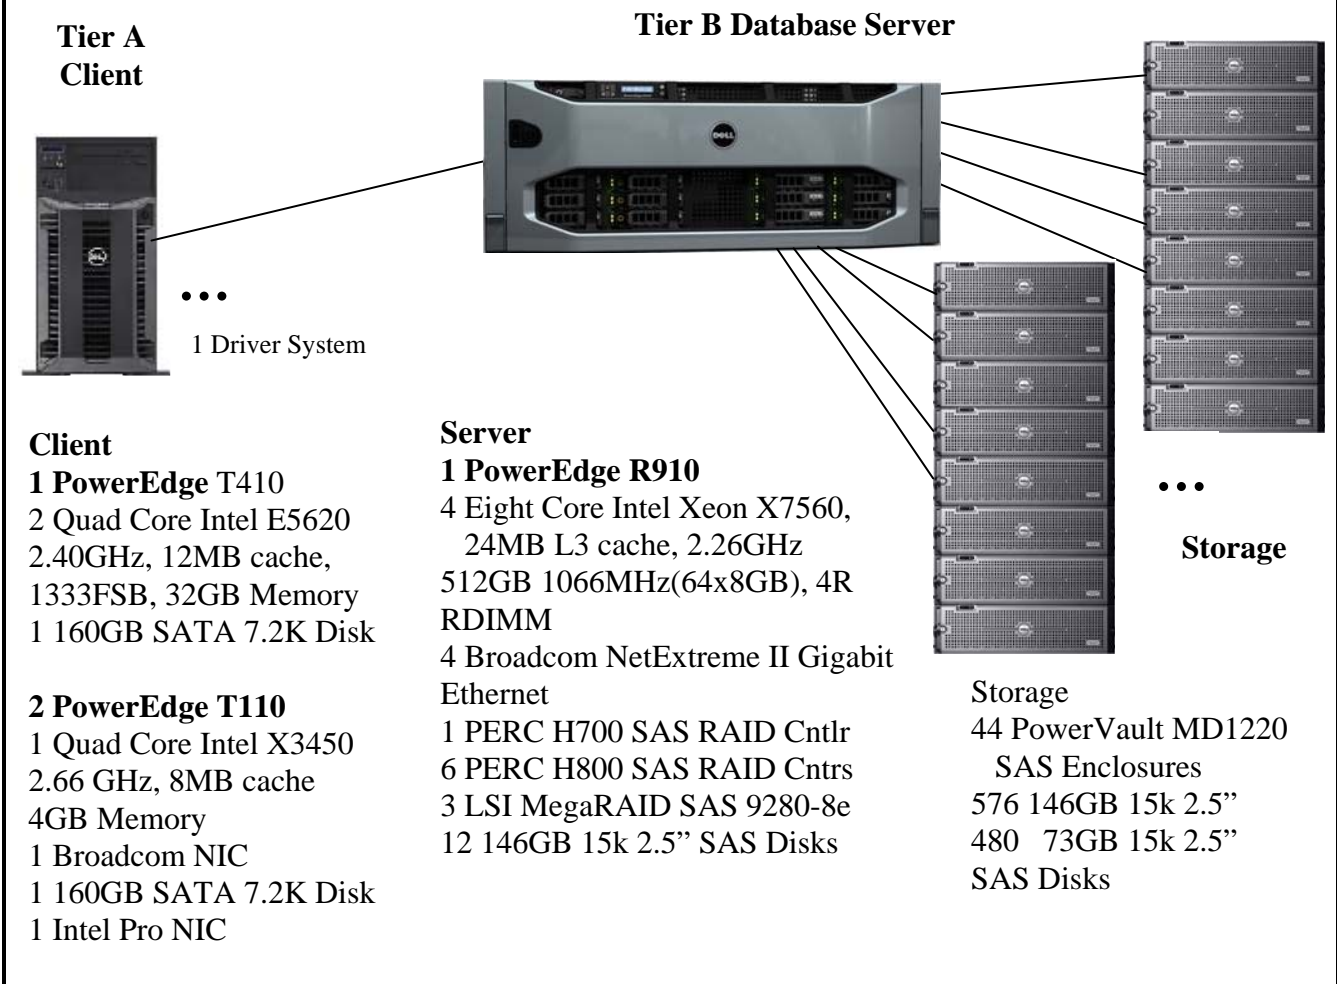 Tier A
Client
Tier B Database Server
DELL
...
1 Driver System
Client
1 PowerEdge T410
2 Quad Core Intel E5620
2.40GHz, 12MB cache,
1333FSB, 32GB Memory
1 160GB SATA 7.2K Disk
2 PowerEdge T110
1 Quad Core Intel X3450
2.66 GHz, 8MB cache
4GB Memory
1 Broadcom NIC
1 160GB SATA 7.2K Disk
1 Intel Pro NIC
Server
1 PowerEdge R910
4 Eight Core Intel Xeon X7560,
24MB L3 cache, 2.26GHz
512GB 1066MHz(64x8GB), 4R
RDIMM
4 Broadcom NetExtreme II Gigabit
Ethernet
1 PERC H700 SAS RAID Cntlr
6 PERC H800 SAS RAID Cntrs
3 LSI MegaRAID SAS 9280-8e
12 146GB 15k 2.5” SAS Disks
...
Storage
Storage
44 PowerVault MD1220
SAS Enclosures
576 146GB 15k 2.5”
480 73GB 15k 2.5”
SAS Disks